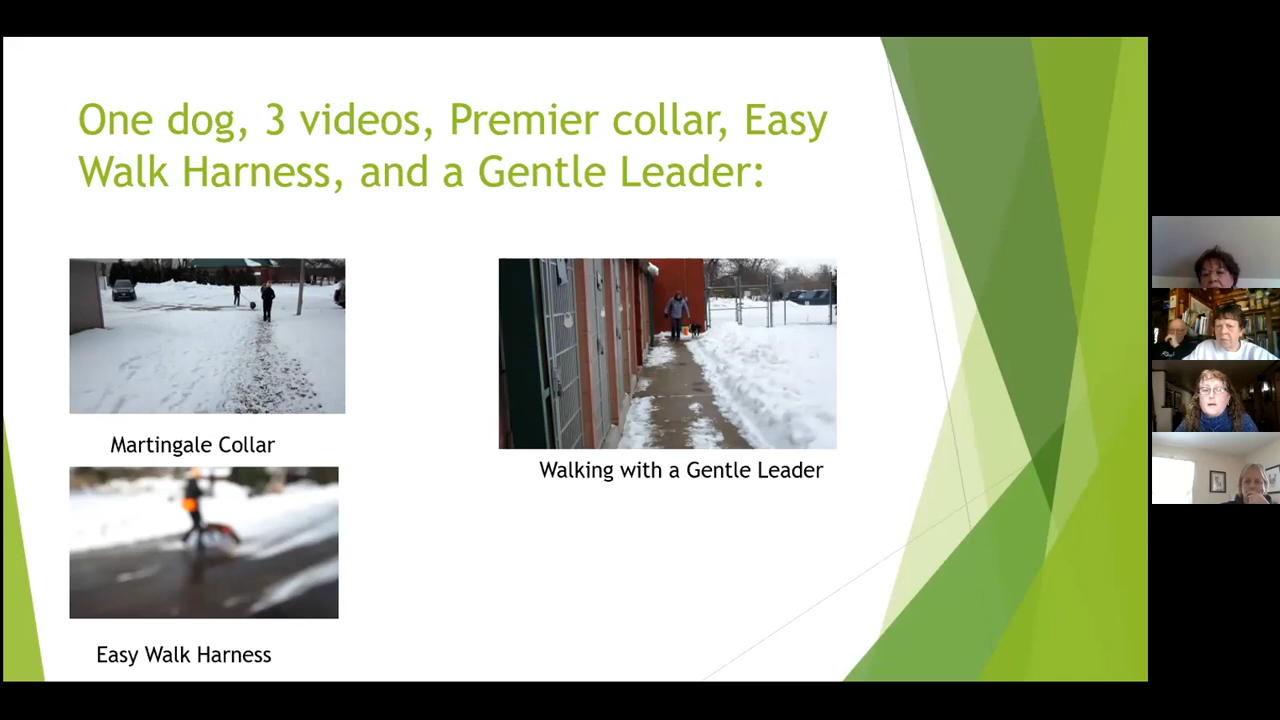 One dog, 3 videos, Premier collar, Easy
Walk Harness, and a Gentle Leader:
Martingale Collar
Walking with a Gentle Leader
Easy Walk Harness